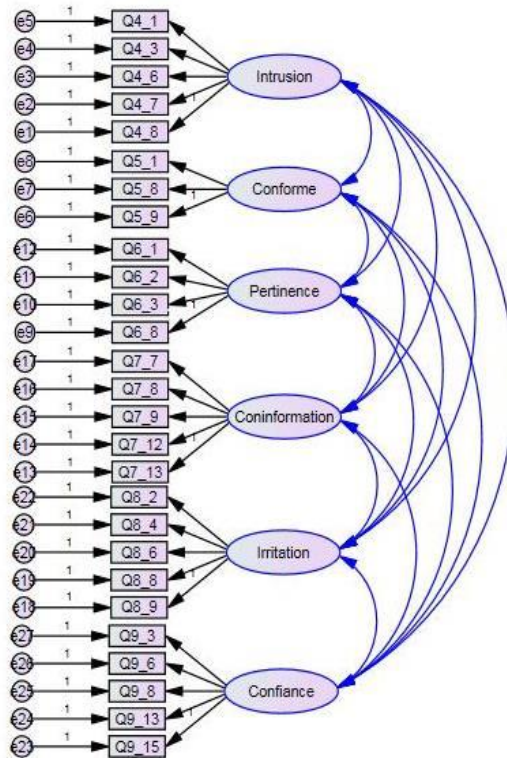 e5 1 Q4_1
e4 1 Q4_3
e3 1 Q4_6 Intrusion
e2 1 Q4_7 1
e1 1 Q4_8
e8 1 Q5_1
e7 1 Q5_8 Conforme
e6 1 Q5_9 1
e12 1 Q6_1
e11 1 Q6_2
Pertinence
e10 1 Q6_3 1
e9 1 Q6_8
e17 1 Q7_7
e16 1 Q7_8
e15 1 Q7_9 Coninformation
e14 1 Q7_12 1
e13 1 Q7_13
e22 1 Q8_2
e21 1 Q8_4
e20 1 Q8_6 Irritation
e19 1 Q8_8 1
e18 1 Q8_9
e27 1 Q9_3
e26 1 Q9_6
e25 1 Q9_8 Confiance
e24 1 Q9_13 1
e23 1 Q9_15